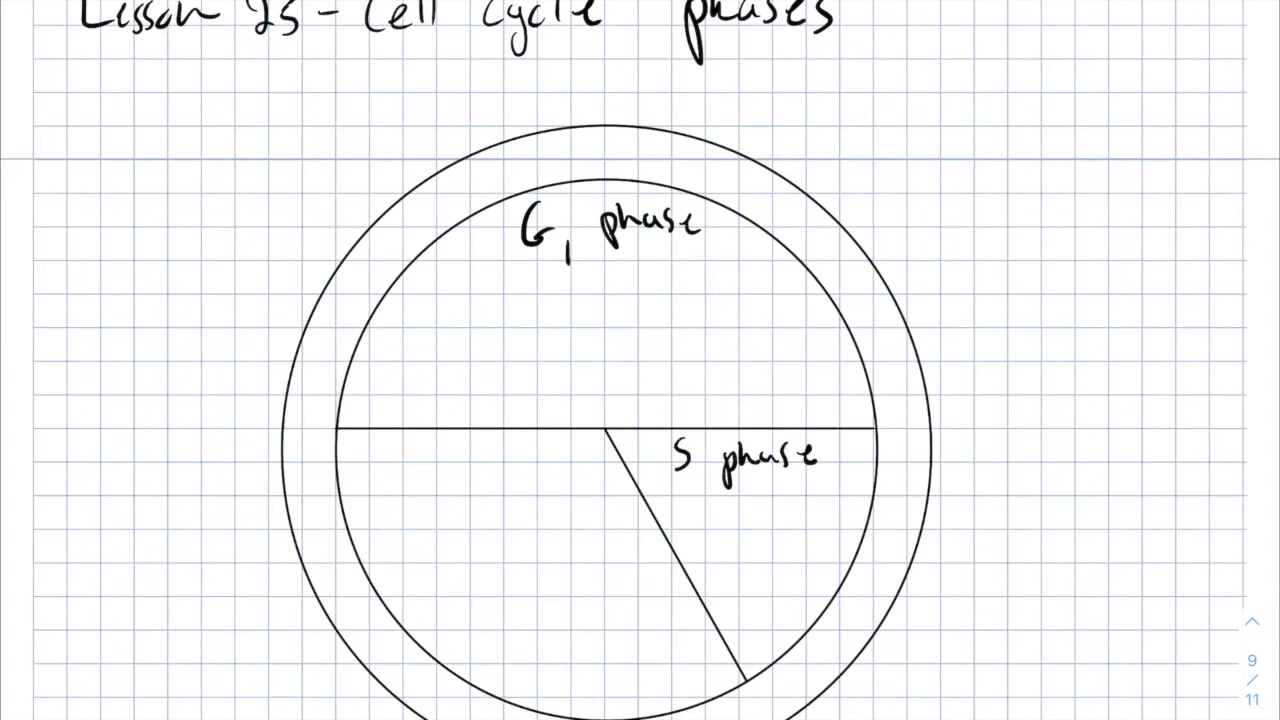 Lesson 25 - Cell cycle phases
G₁ phase
S phase
9
/
11